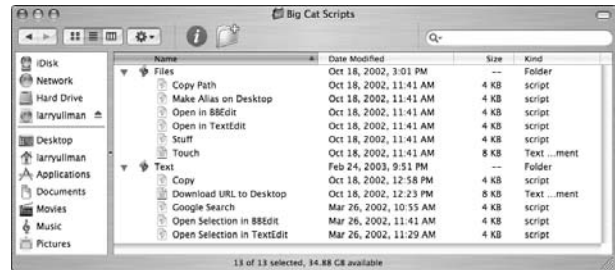 Big Cat Scripts
Name Date Modified Size Kind
iDisk
Network
Hard Drive
larryullman
Desktop
larryullman
Applications
Documents
Movies
Music
Pictures
Files Oct 18, 2002, 3:01 PM -- Folder
Copy Path Oct 18, 2002, 11:41 AM 4 KB script
Make Alias on Desktop Oct 18, 2002, 11:41 AM 4 KB script
Open in BBEdit Oct 18, 2002, 11:41 AM 4 KB script
Open in TextEdit Oct 18, 2002, 11:41 AM 4 KB script
Stuff Oct 18, 2002, 11:41 AM 4 KB script
Touch Oct 18, 2002, 11:41 AM 8 KB Text ...ment
Text Feb 24, 2003, 9:51 PM -- Folder
Copy Oct 18, 2002, 12:58 PM 4 KB script
Download URL to Desktop Oct 18, 2002, 12:23 PM 8 KB Text ...ment
Google Search Mar 26, 2002, 10:55 AM 4 KB script
Open Selection in BBEdit Mar 26, 2002, 11:41 AM 4 KB script
Open Selection in TextEdit Mar 26, 2002, 11:29 AM 4 KB script
13 of 13 selected, 34.88 GB available